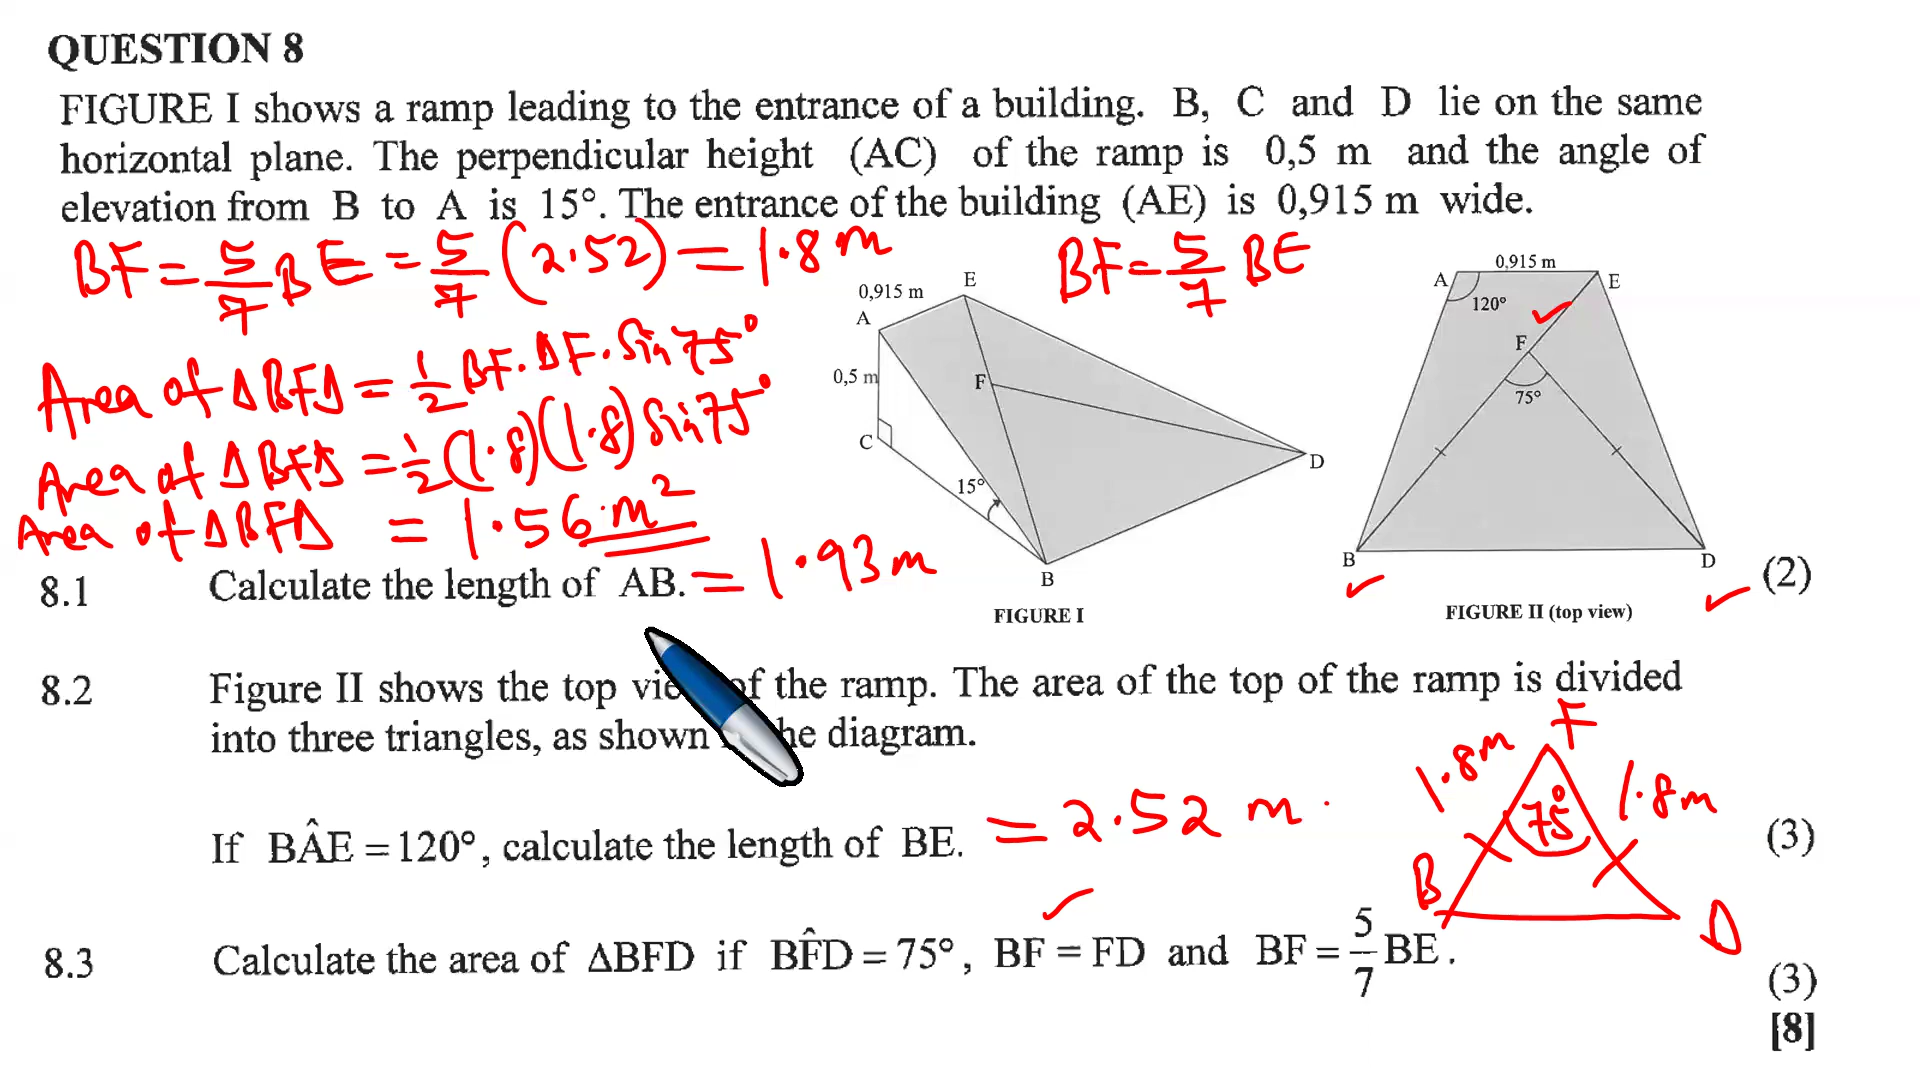 QUESTION 8
FIGURE I shows a ramp leading to the entrance of a building. B, C and D lie on the same
horizontal plane. The perpendicular height (AC) of the ramp is 0,5 m and the angle of
elevation from B to A is 15°. The entrance of the building (AE) is 0,915 m wide.
BF = 5/7 BE = 5/7 (2.52) = 1.8 m
BF = 5/7 BE
Area of ΔBFD = 1/2 BF. DF. Sin 75°
Area of ΔBFD = 1/2 (1.8)(1.8) Sin 75°
Area of ΔBFD = 1.56 m²
E
0,915 m
A
0,5 m
F
C
15°
D
B
FIGURE I
0,915 m
A
E
120°
F
75°
B
D
FIGURE II (top view)
8.1 Calculate the length of AB. = 1.93 m (2)
8.2 Figure II shows the top of the ramp. The area of the top of the ramp is divided
into three triangles, as shown diagram.
If BÂE = 120°, calculate the length of BE. = 2.52 m. (3)
F
1.8m
1.8m
75°
B
D
8.3 Calculate the area of ΔBFD if BF̂D = 75°, BF = FD and BF = 5/7 BE.
(3)
[8]